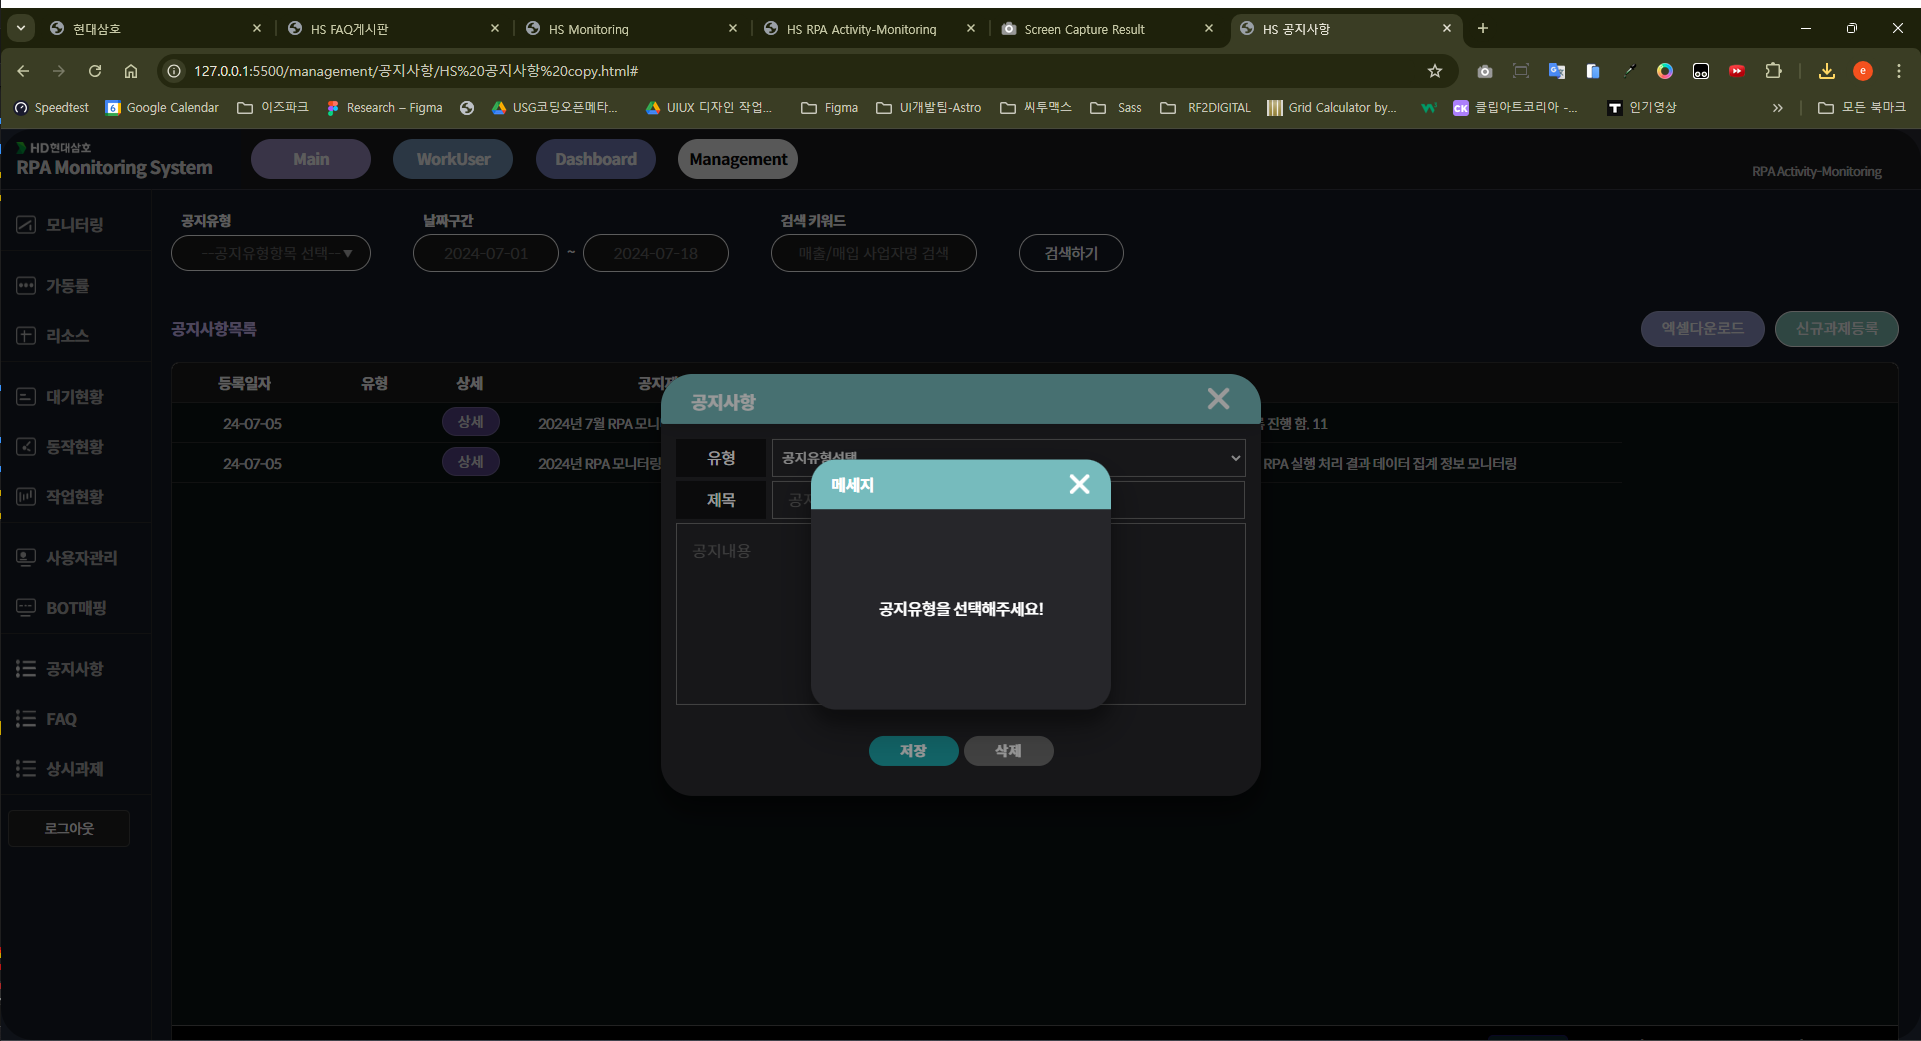 현대삼호
HS FAQ게시판
HS Monitoring
HS RPA Activity-Monitoring
Screen Capture Result
HS 공지사항
127.0.0.1:5500/management/공지사항/HS%20공지사항%20copy.html#
e
Speedtest
6
Google Calendar
이즈파크
Research – Figma
USG코딩오픈메타...
UIUX 디자인 작업...
Figma
UI개발팀-Astro
씨투맥스
Sass
RF2DIGITAL
Grid Calculator by...
CK
클립아트코리아 -...
T
인기영상
»
모든 북마크
HD현대삼호
RPA Monitoring System
Main
WorkUser
Dashboard
Management
RPA Activity-Monitoring
모니터링
가동률
리소스
대기현황
동작현황
작업현황
사용자관리
BOT매핑
공지사항
FAQ
상시과제
로그아웃
공지유형
날짜구간
검색 키워드
--공지유형항목 선택--▼
2024-07-01
~
2024-07-18
매출/매입 사업자명 검색
검색하기
공지사항목록
엑셀다운로드
신규과제등록
등록일자
유형
상세
24-07-05
상세
2024년 7월 RPA 모니
진행 함. 11
24-07-05
상세
2024년 RPA 모니터링
RPA 실행 처리 결과 데이터 집계 정보 모니터링
공지사항
유형
공지유형선택
제목
공지내용
저장
삭제
메세지
공지유형을 선택해주세요!